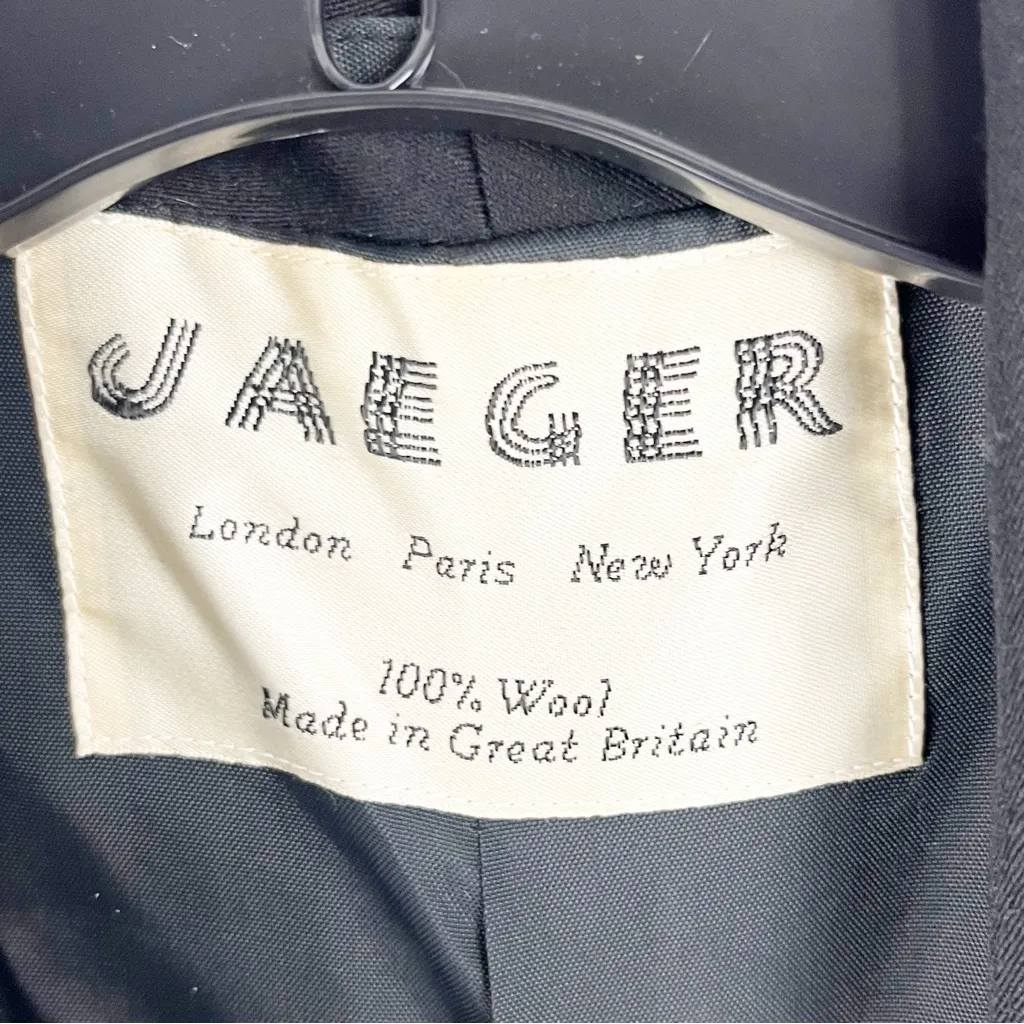 JAEGER
London Paris New York
100% Wool
Made in Great Britain